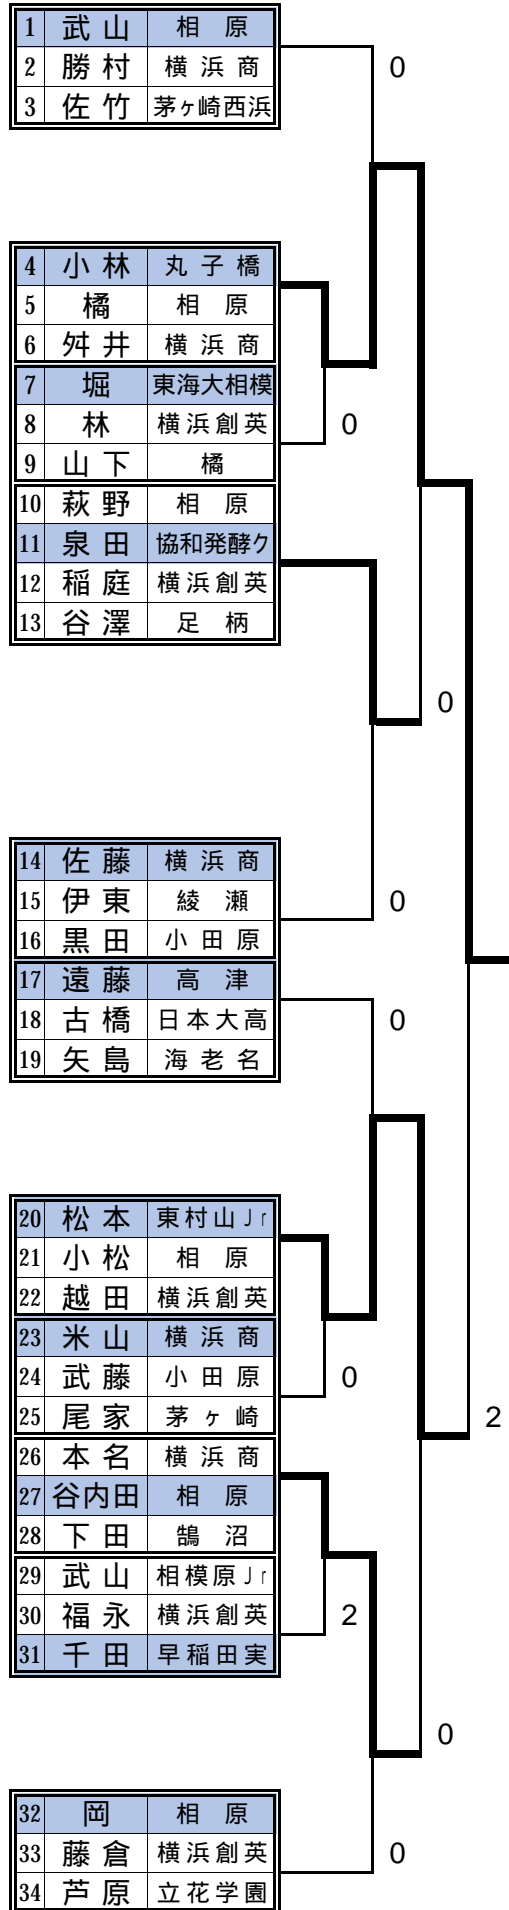 1 武山 相原
2 勝村 横浜商
0
3 佐竹 茅ヶ崎西浜
4 小林 丸子橋
5 橘 相原
6 舛井 横浜商
7 堀 東海大相模
8 林 横浜創英
0
9 山下 橘
10 萩野 相原
11 泉田 協和発酵ク
12 稲庭 横浜創英
13 谷澤 足柄
0
14 佐藤 横浜商
15 伊東 綾瀬
0
16 黒田 小田原
17 遠藤 高津
18 古橋 日本大高
0
19 矢島 海老名
20 松本 東村山Jr
21 小松 相原
22 越田 横浜創英
23 米山 横浜商
24 武藤 小田原
0
25 尾家 茅ヶ崎
2
26 本名 横浜商
27 谷内田 相原
28 下田 鵠沼
29 武山 相模原Jr
30 福永 横浜創英
2
31 千田 早稲田実
0
32 岡 相原
33 藤倉 横浜創英
0
34 芦原 立花学園